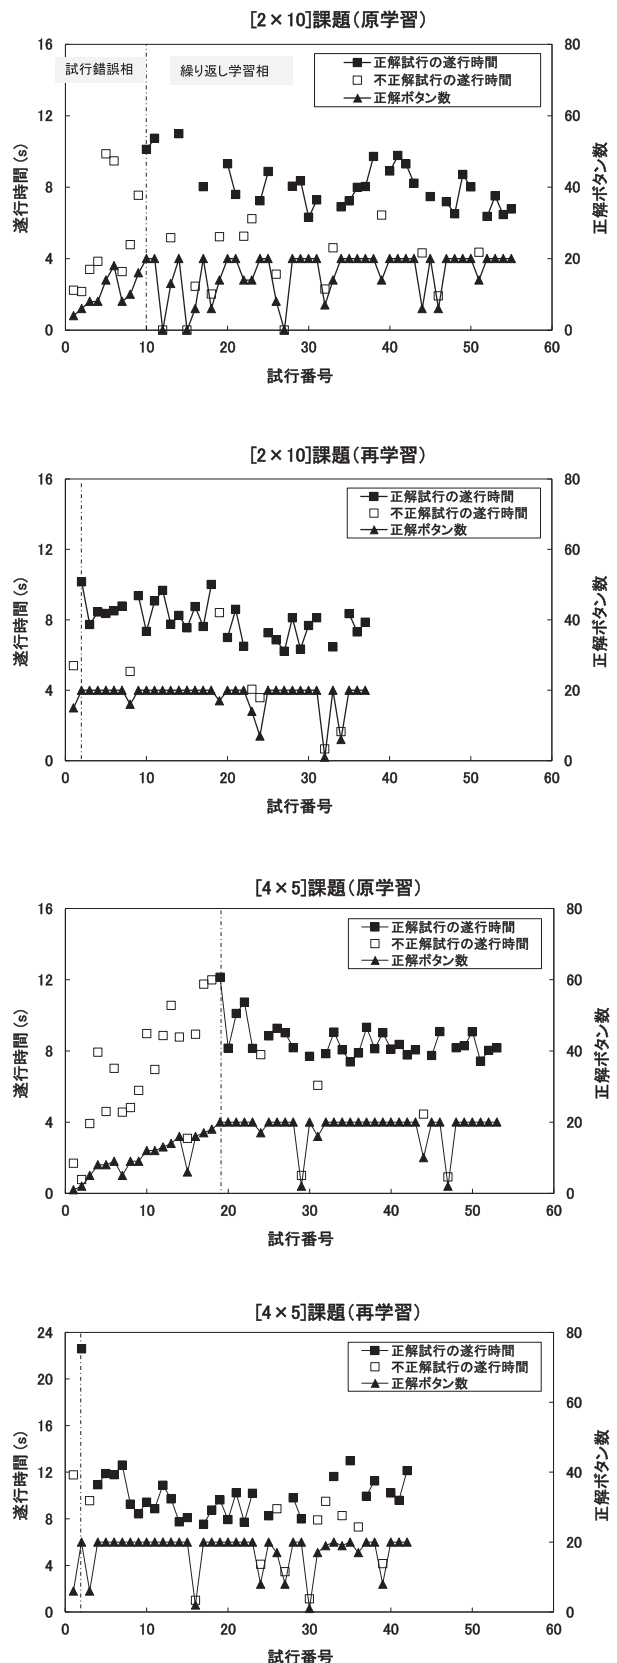 [2×10]課題(原学習)
試行錯誤相
繰り返し学習相
正解試行の遂行時間
不正解試行の遂行時間
正解ボタン数
遂行時間(s)
正解ボタン数
16
12
8
4
0
80
60
40
20
0
0 10 20 30 40 50 60
試行番号
[2×10]課題(再学習)
正解試行の遂行時間
不正解試行の遂行時間
正解ボタン数
遂行時間(s)
正解ボタン数
16
12
8
4
0
80
60
40
20
0
0 10 20 30 40 50 60
試行番号
[4×5]課題(原学習)
正解試行の遂行時間
不正解試行の遂行時間
正解ボタン数
遂行時間(s)
正解ボタン数
16
12
8
4
0
80
60
40
20
0
0 10 20 30 40 50 60
試行番号
[4×5]課題(再学習)
正解試行の遂行時間
不正解試行の遂行時間
正解ボタン数
遂行時間(s)
正解ボタン数
24
20
16
12
8
4
0
80
60
40
20
0
0 10 20 30 40 50 60
試行番号